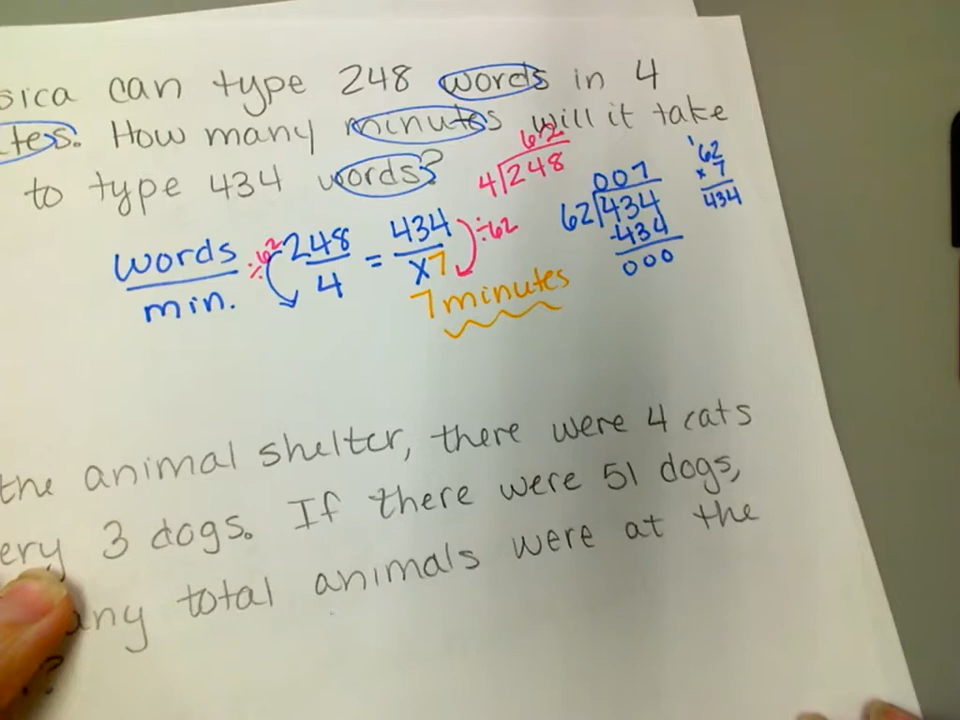 sica can type 248 words in 4
tes. How many minutes will it take
to type 434 words?
62
4)248
007
62)434
-434
000
1
62
x 7
434
words/min. ÷62 248/4 = 434/x 7 ÷62
7 minutes
the animal shelter, there were 4 cats
ery 3 dogs. If there were 51 dogs,
any total animals were at the
?